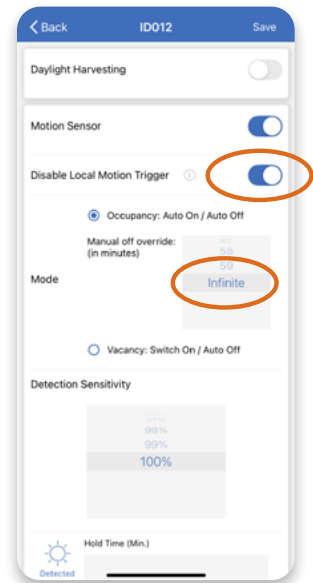 Back ID012 Save
Daylight Harvesting
Motion Sensor
Disable Local Motion Trigger
Occupancy: Auto On / Auto Off
Manual off override:
(in minutes)
58
59
Mode
Infinite
Vacancy: Switch On / Auto Off
Detection Sensitivity
98%
99%
100%
Hold Time (Min.)
Detected